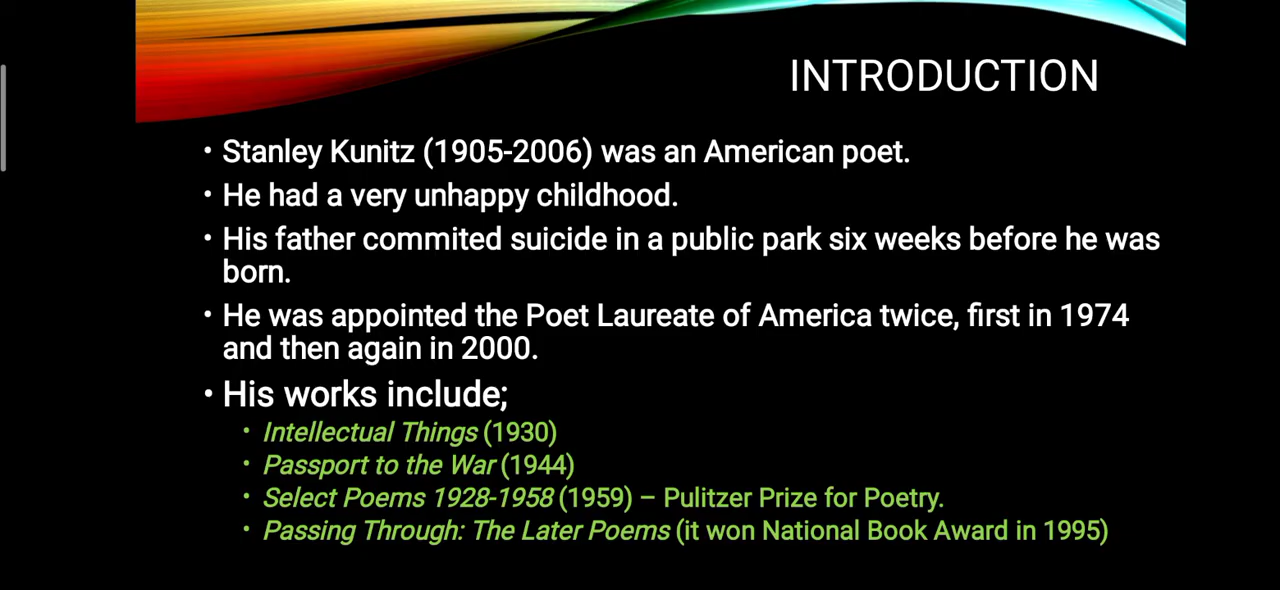 INTRODUCTION
• Stanley Kunitz (1905-2006) was an American poet.
• He had a very unhappy childhood.
• His father commited suicide in a public park six weeks before he was
born.
• He was appointed the Poet Laureate of America twice, first in 1974
and then again in 2000.
• His works include;
• Intellectual Things (1930)
• Passport to the War (1944)
• Select Poems 1928-1958 (1959) – Pulitzer Prize for Poetry.
• Passing Through: The Later Poems (it won National Book Award in 1995)